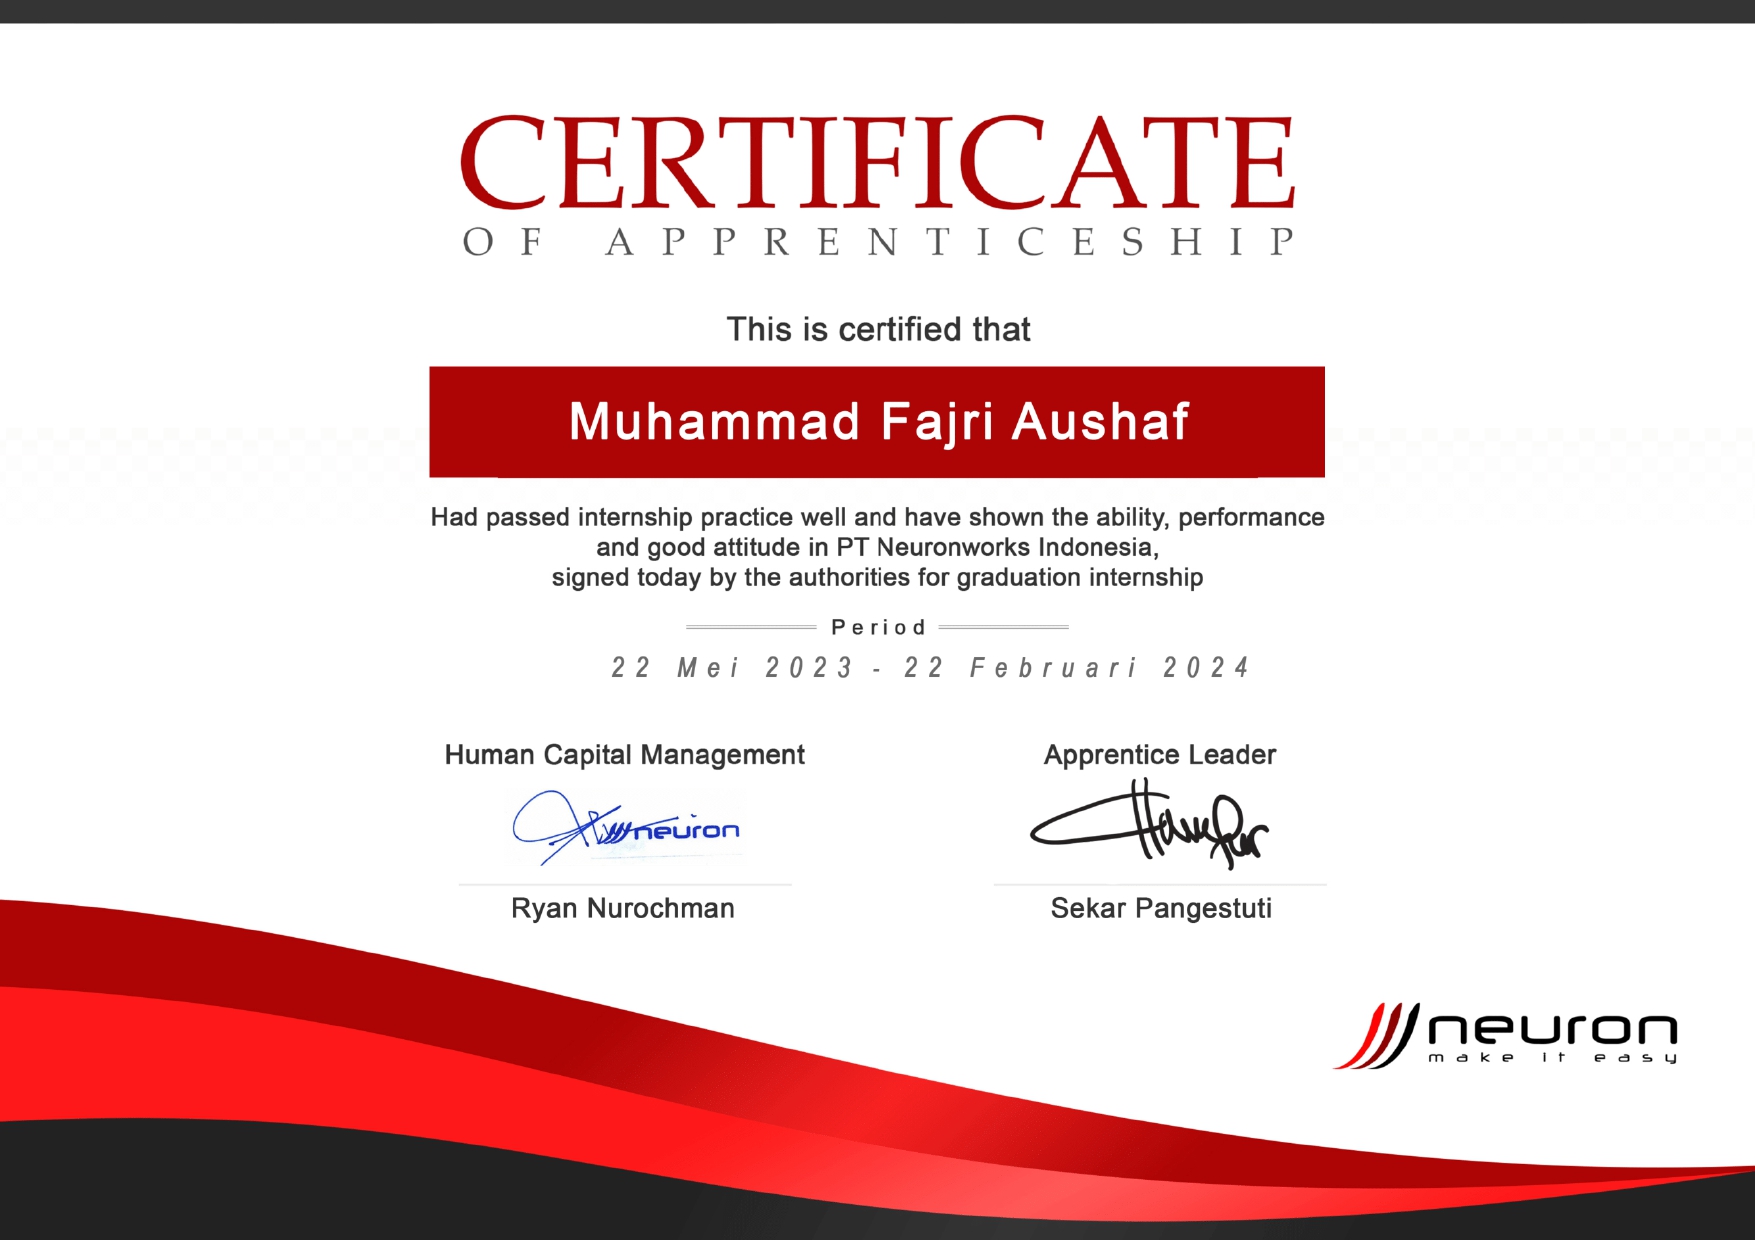 CERTIFICATE
OF APPRENTICESHIP
This is certified that
Muhammad Fajri Aushaf
Had passed internship practice well and have shown the ability, performance
and good attitude in PT Neuronworks Indonesia,
signed today by the authorities for graduation internship
Period
22 Mei 2023 - 22 Februari 2024
Human Capital Management
Apprentice Leader
neuron
Ryan Nurochman
Sekar Pangestuti
neuron
make it easy